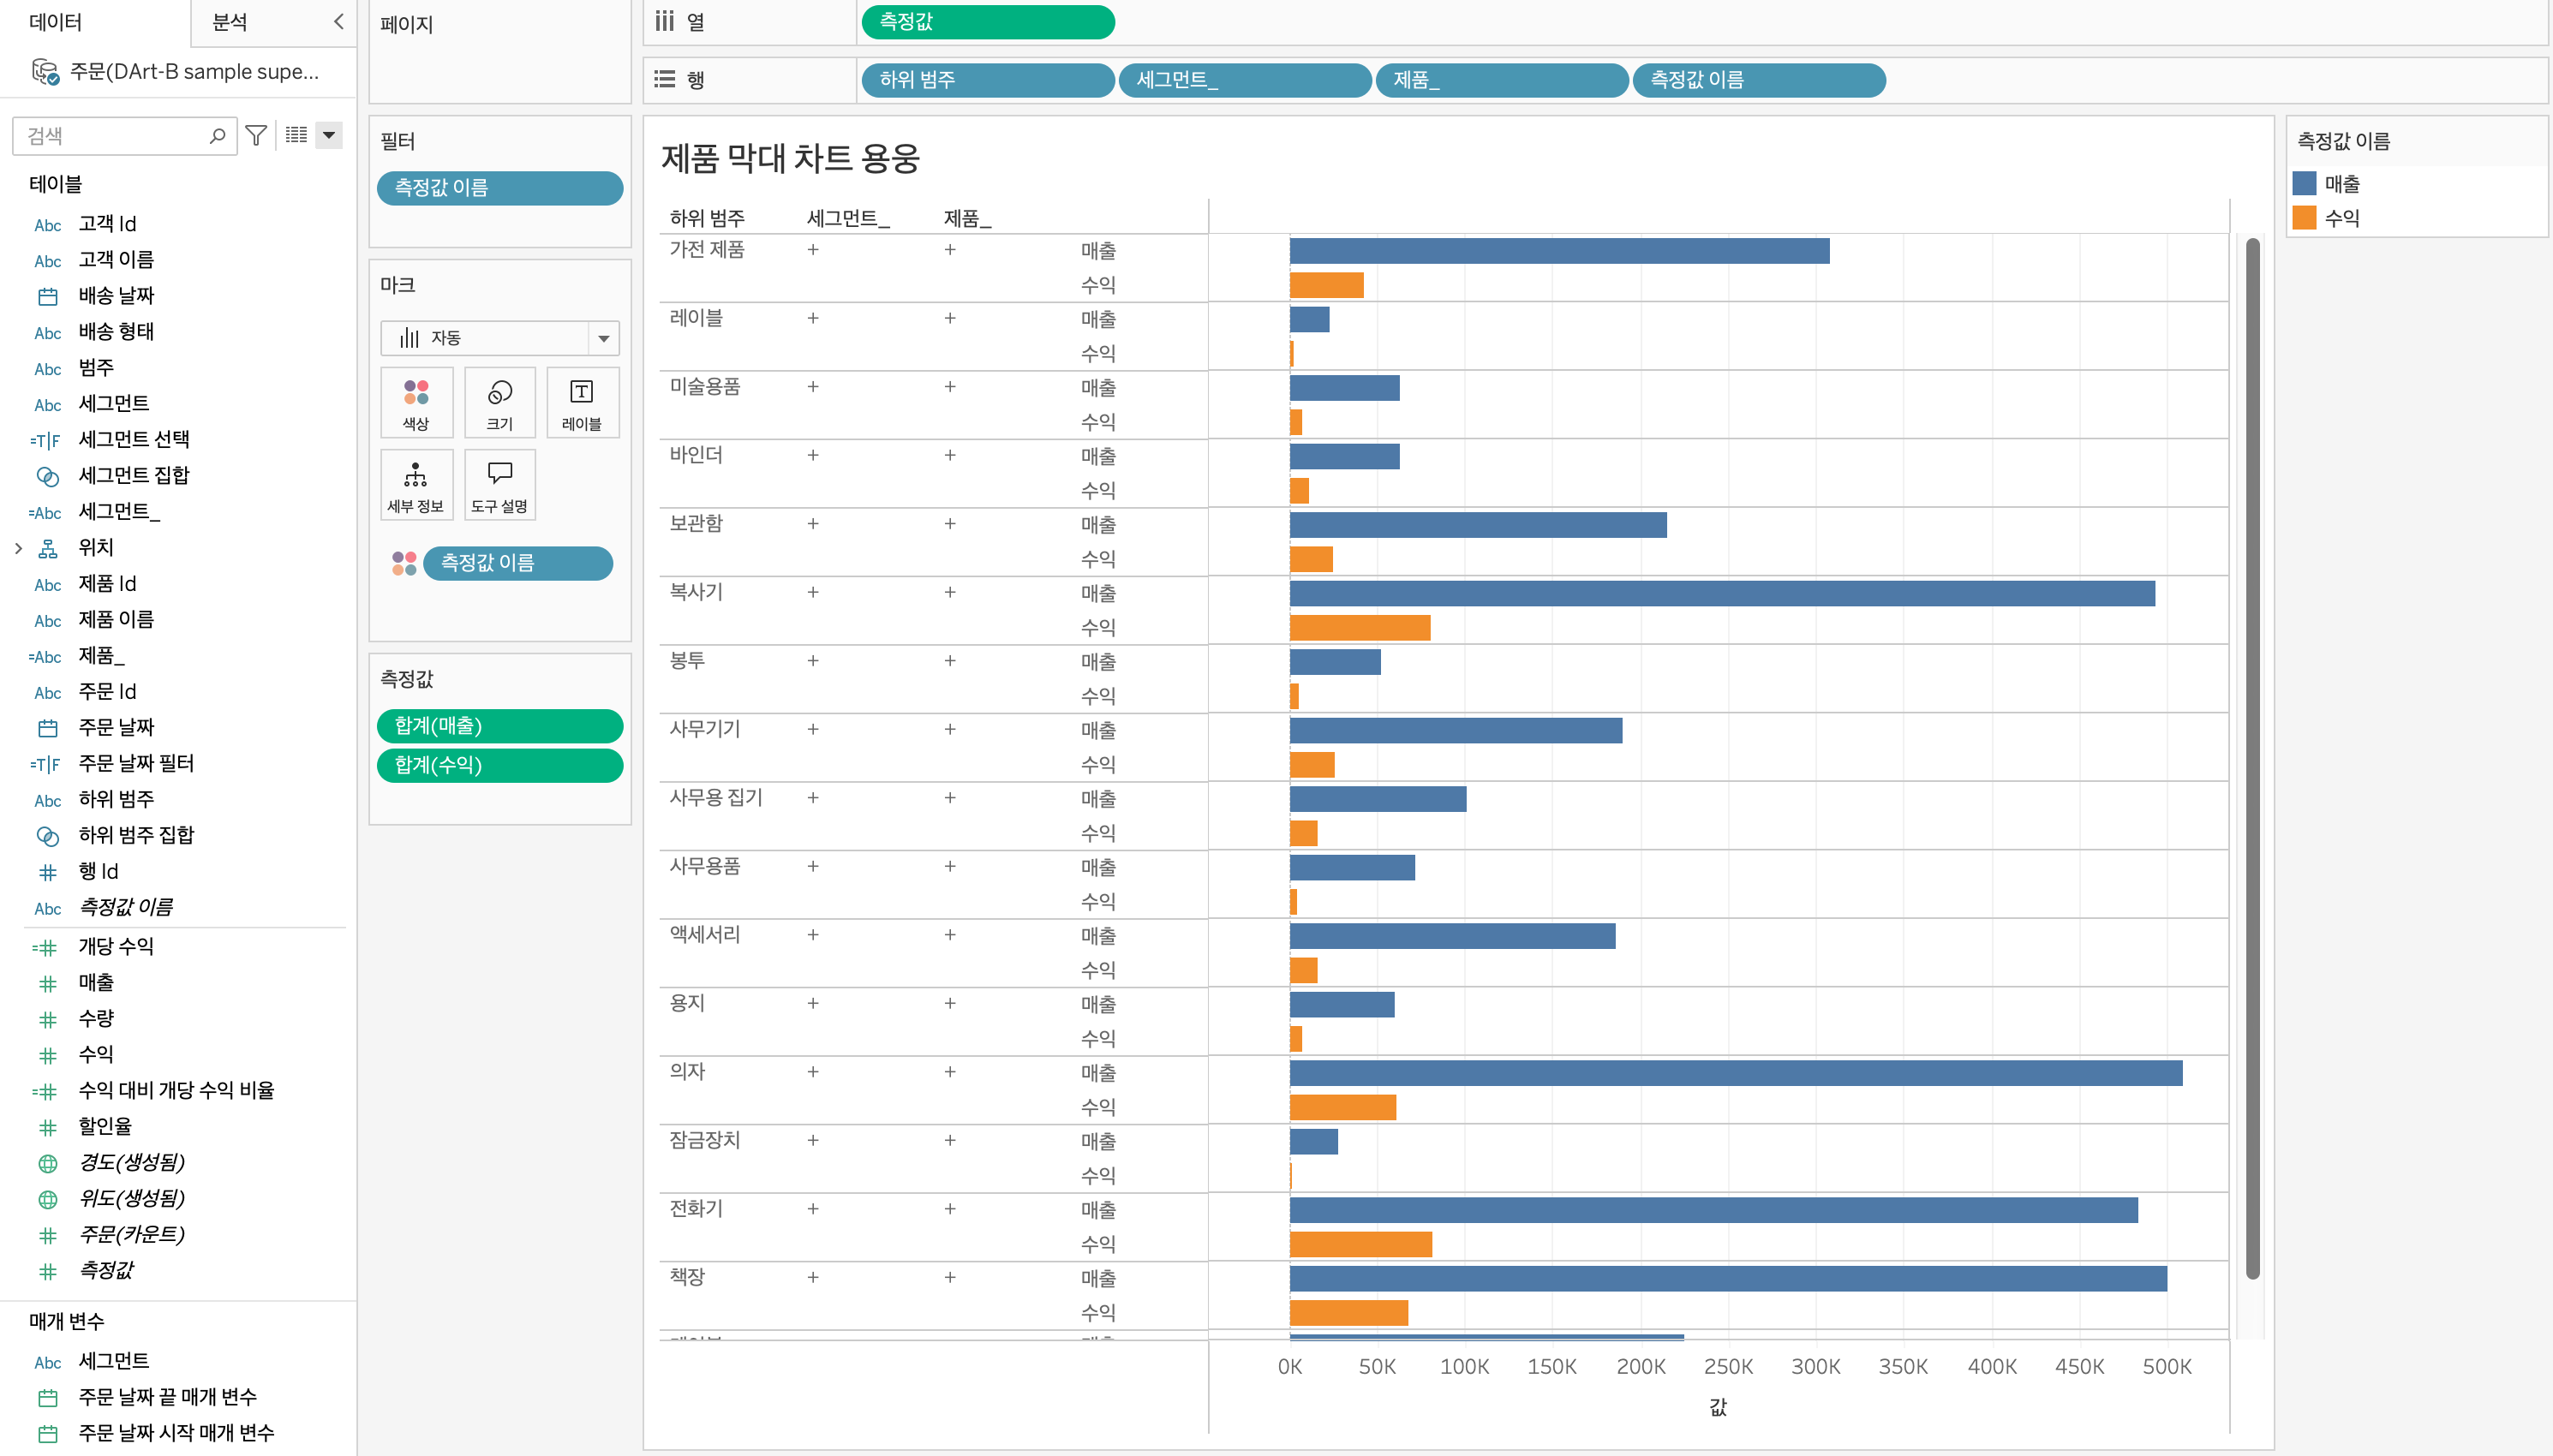 데이터
분석
주문(DArt-B sample supe...
검색
테이블
Abc 고객 Id
Abc 고객 이름
배송 날짜
Abc 배송 형태
Abc 범주
Abc 세그먼트
=T|F 세그먼트 선택
세그먼트 집합
=Abc 세그먼트_
위치
Abc 제품 Id
Abc 제품 이름
=Abc 제품_
Abc 주문 Id
주문 날짜
=T|F 주문 날짜 필터
Abc 하위 범주
하위 범주 집합
# 행 Id
Abc 측정값 이름
=# 개당 수익
# 매출
# 수량
# 수익
=# 수익 대비 개당 수익 비율
# 할인율
경도(생성됨)
위도(생성됨)
# 주문(카운트)
# 측정값
매개 변수
Abc 세그먼트
주문 날짜 끝 매개 변수
주문 날짜 시작 매개 변수
페이지
필터
측정값 이름
마크
자동
색상 크기 레이블
세부 정보 도구 설명
측정값 이름
측정값
합계(매출)
합계(수익)
열 측정값
행 하위 범주 세그먼트_ 제품_ 측정값 이름
제품 막대 차트 용웅
하위 범주 세그먼트_ 제품_
가전 제품 + + 매출
수익
레이블 + + 매출
수익
미술용품 + + 매출
수익
바인더 + + 매출
수익
보관함 + + 매출
수익
복사기 + + 매출
수익
봉투 + + 매출
수익
사무기기 + + 매출
수익
사무용 집기 + + 매출
수익
사무용품 + + 매출
수익
액세서리 + + 매출
수익
용지 + + 매출
수익
의자 + + 매출
수익
잠금장치 + + 매출
수익
전화기 + + 매출
수익
책장 + + 매출
수익
0K 50K 100K 150K 200K 250K 300K 350K 400K 450K 500K
값
측정값 이름
매출
수익